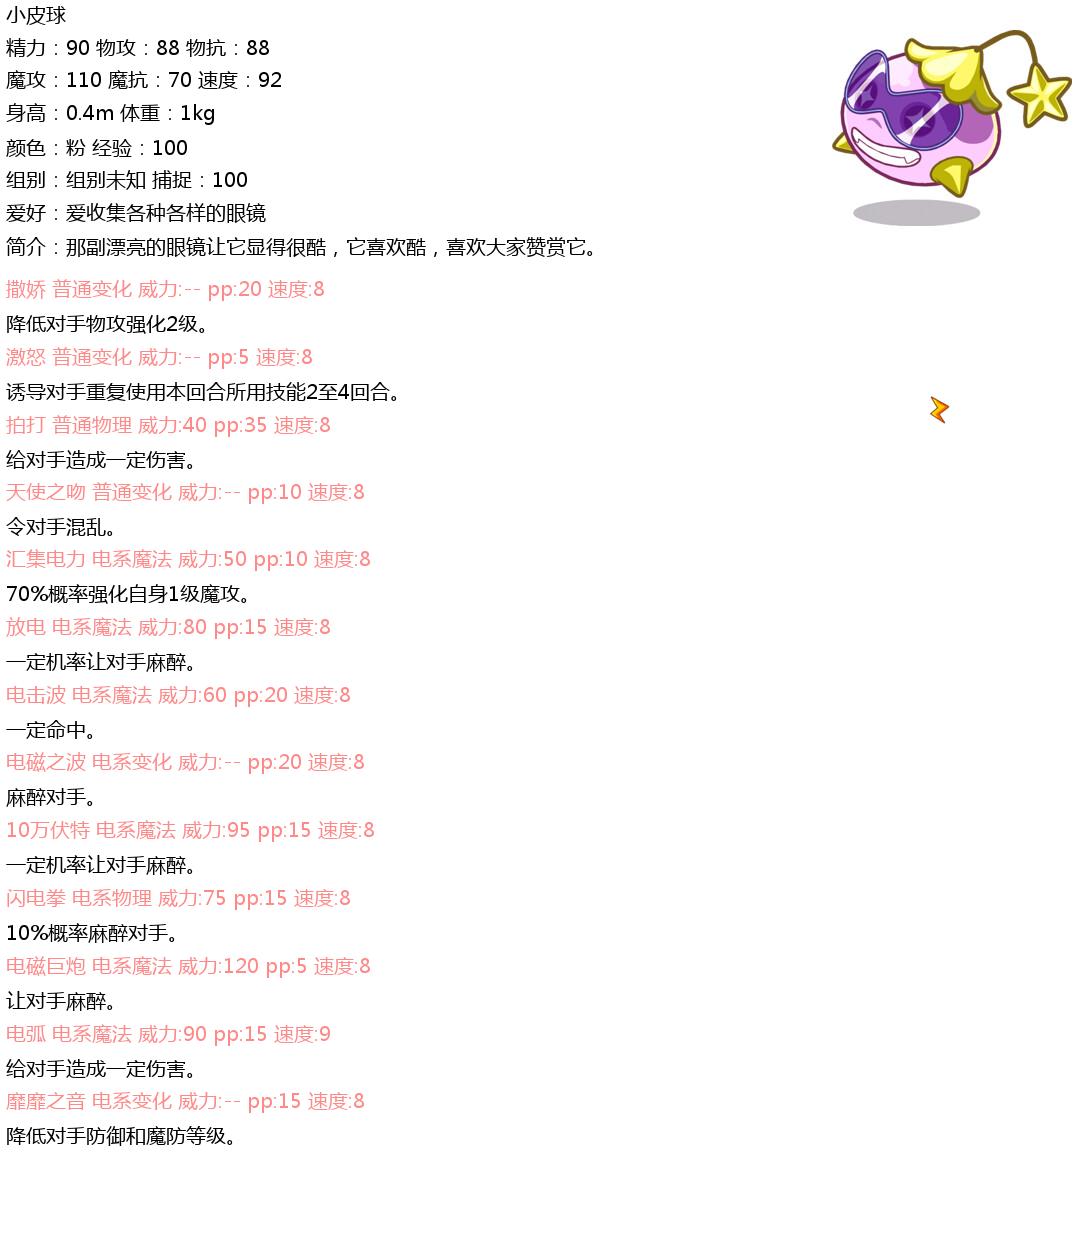 小皮球
精力：90 物攻：88 物抗：88
魔攻：110 魔抗：70 速度：92
身高：0.4m 体重：1kg
颜色：粉 经验：100
组别：组别未知 捕捉：100
爱好：爱收集各种各样的眼镜
简介：那副漂亮的眼镜让它显得很酷，它喜欢酷，喜欢大家赞赏它。
撒娇 普通变化 威力:-- pp:20 速度:8
降低对手物攻强化2级。
激怒 普通变化 威力:-- pp:5 速度:8
诱导对手重复使用本回合所用技能2至4回合。
拍打 普通物理 威力:40 pp:35 速度:8
给对手造成一定伤害。
天使之吻 普通变化 威力:-- pp:10 速度:8
令对手混乱。
汇集电力 电系魔法 威力:50 pp:10 速度:8
70%概率强化自身1级魔攻。
放电 电系魔法 威力:80 pp:15 速度:8
一定机率让对手麻醉。
电击波 电系魔法 威力:60 pp:20 速度:8
一定命中。
电磁之波 电系变化 威力:-- pp:20 速度:8
麻醉对手。
10万伏特 电系魔法 威力:95 pp:15 速度:8
一定机率让对手麻醉。
闪电拳 电系物理 威力:75 pp:15 速度:8
10%概率麻醉对手。
电磁巨炮 电系魔法 威力:120 pp:5 速度:8
让对手麻醉。
电弧 电系魔法 威力:90 pp:15 速度:9
给对手造成一定伤害。
靡靡之音 电系变化 威力:-- pp:15 速度:8
降低对手防御和魔防等级。